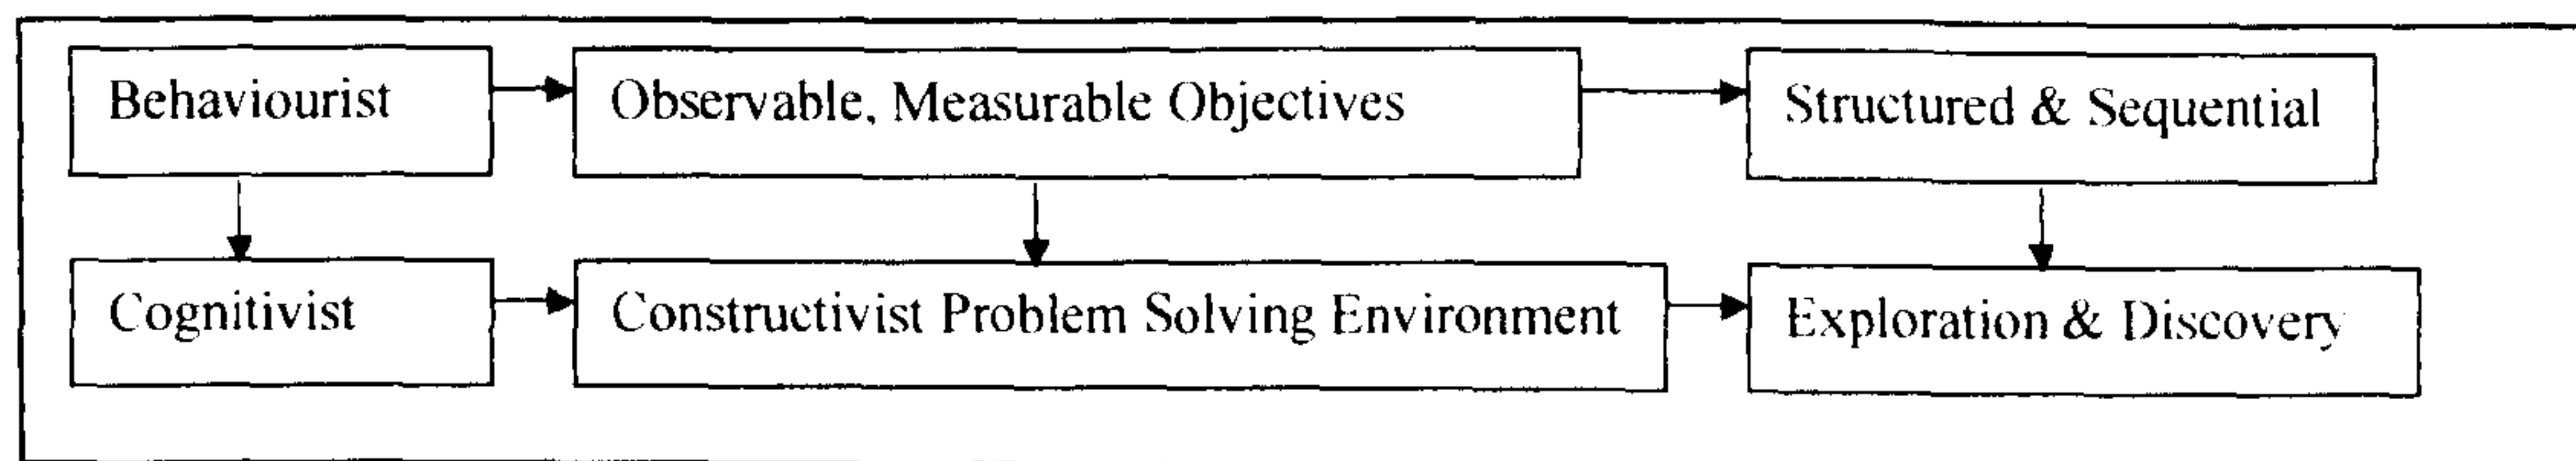 Behaviourist
Observable, Measurable Objectives
Structured & Sequential
Cognitivist
Constructivist Problem Solving Environment
Exploration & Discovery